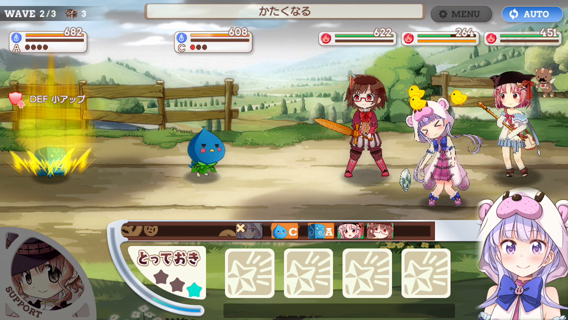 WAVE 2/3 3
かたくなる
MENU
AUTO
682
A
608
C
622
264
451
DEF 小アップ
C A
とっておき
SUPPORT